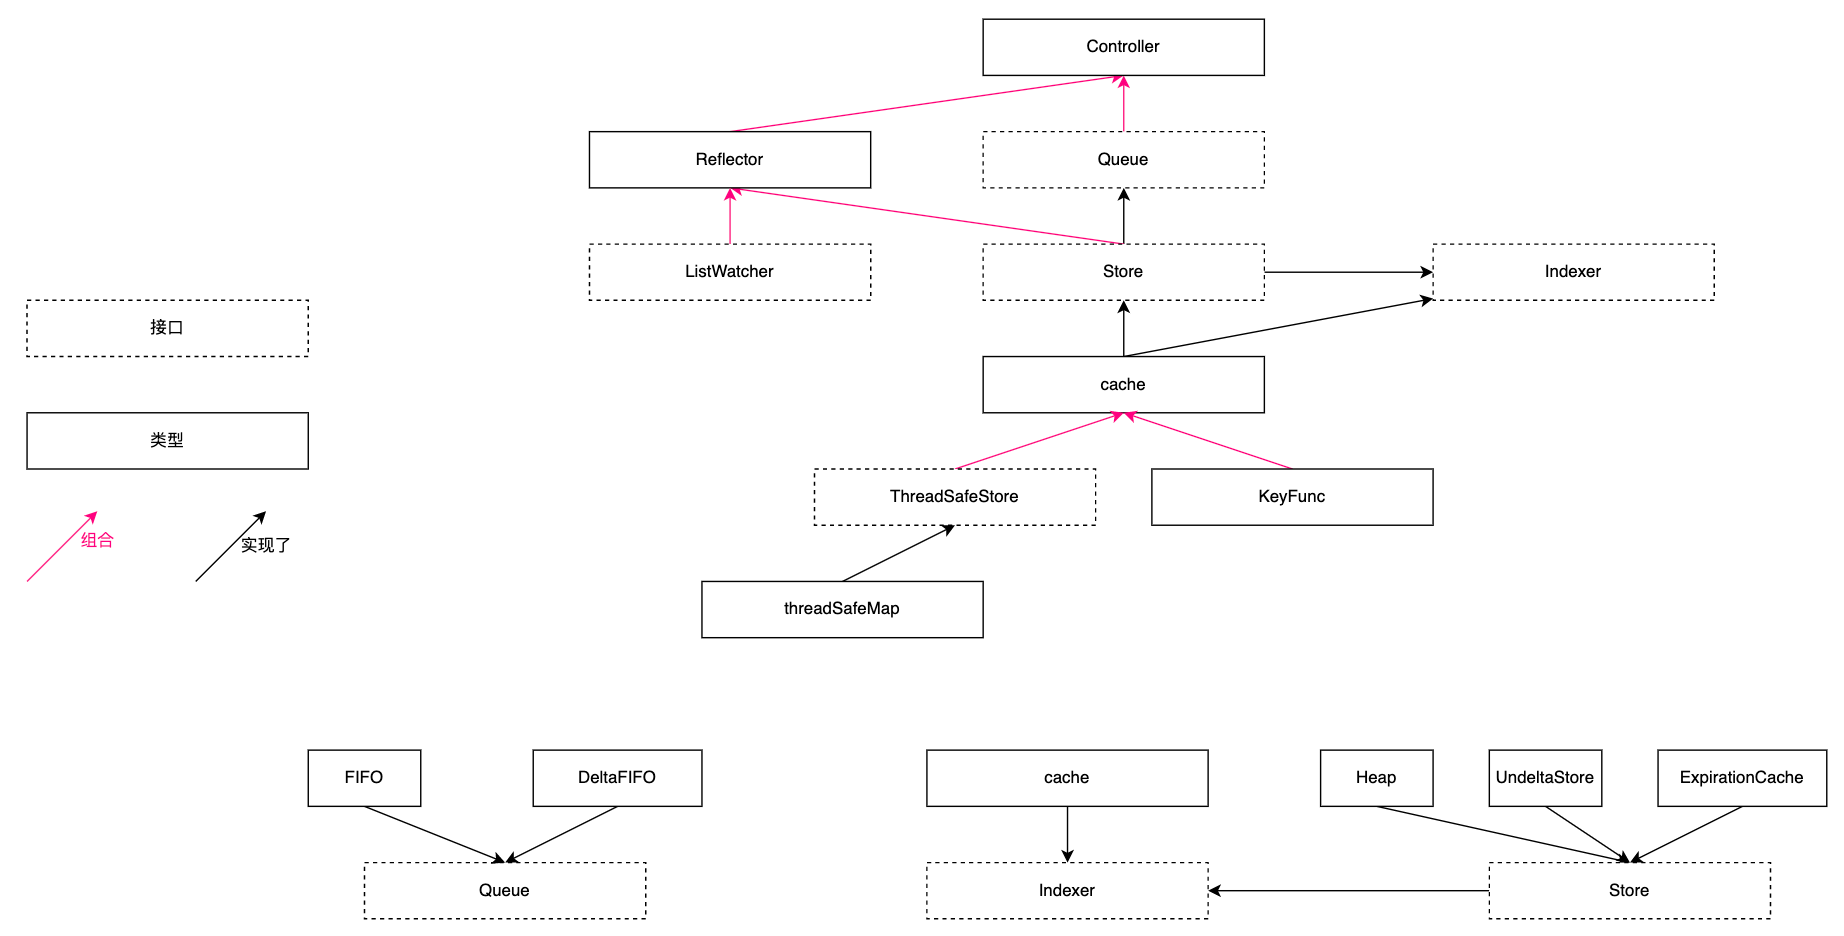 Controller
Reflector
Queue
ListWatcher
Store
Indexer
接口
cache
类型
ThreadSafeStore
KeyFunc
组合
实现了
threadSafeMap
FIFO
DeltaFIFO
cache
Heap
UndeltaStore
ExpirationCache
Queue
Indexer
Store